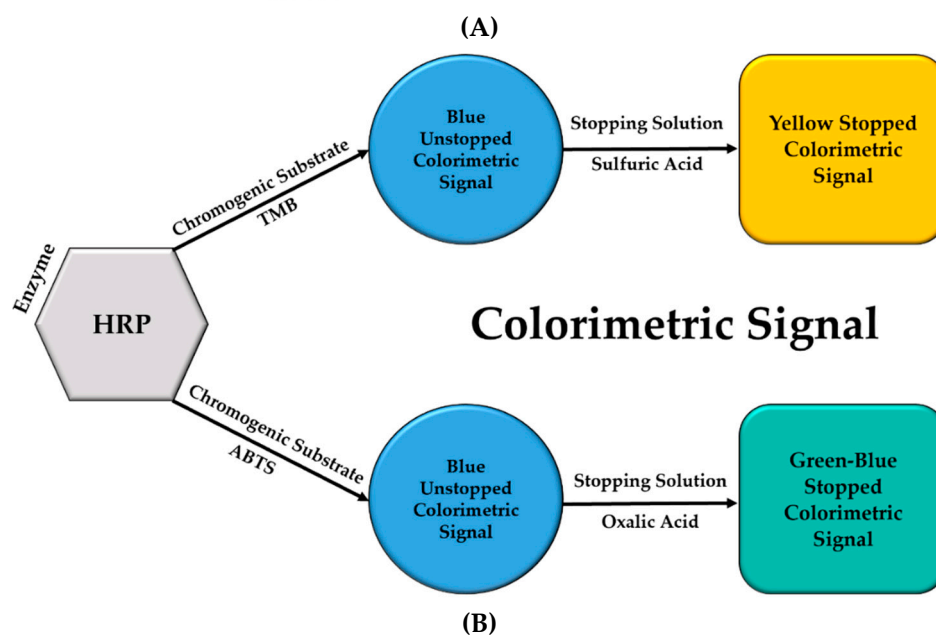 (A)
Enzyme
HRP
Chromogenic Substrate
TMB
Blue
Unstopped
Colorimetric
Signal
Stopping Solution
Sulfuric Acid
Yellow Stopped
Colorimetric
Signal
Colorimetric Signal
Chromogenic Substrate
ABTS
Blue
Unstopped
Colorimetric
Signal
Stopping Solution
Oxalic Acid
Green-Blue
Stopped
Colorimetric
Signal
(B)